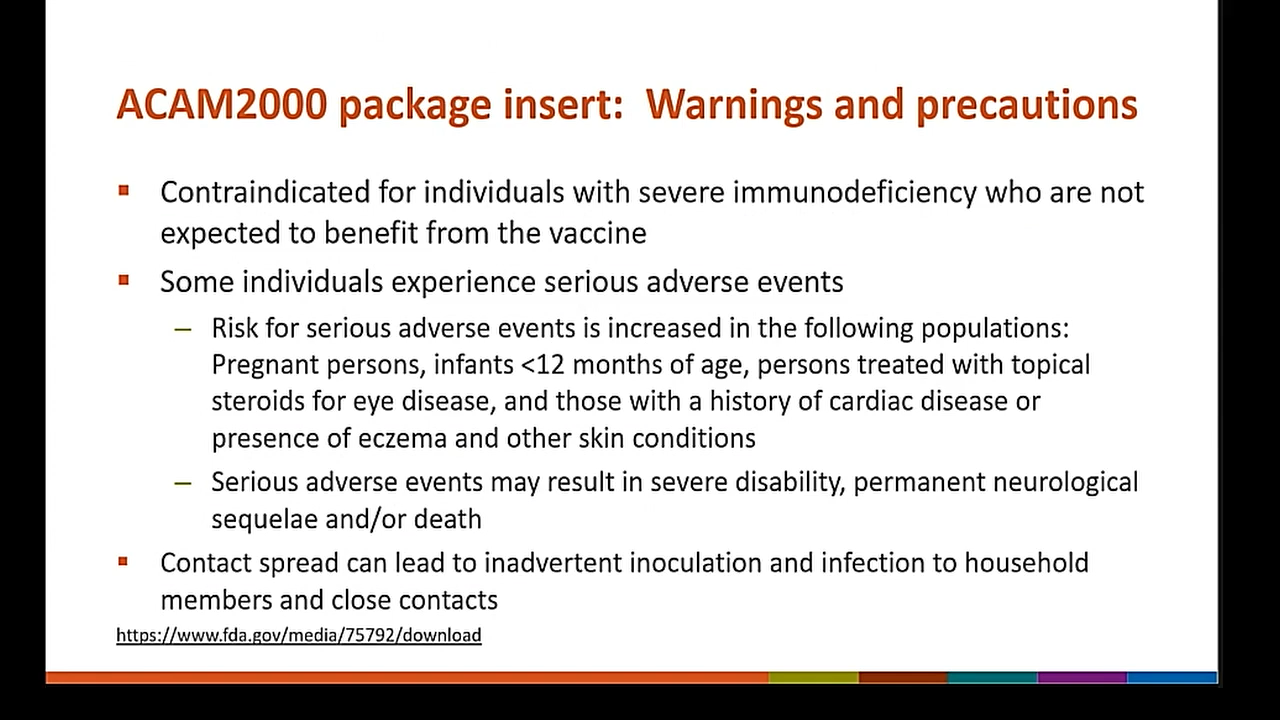 ACAM2000 package insert:  Warnings and precautions
▪ Contraindicated for individuals with severe immunodeficiency who are not
expected to benefit from the vaccine
▪ Some individuals experience serious adverse events
– Risk for serious adverse events is increased in the following populations:
Pregnant persons, infants <12 months of age, persons treated with topical
steroids for eye disease, and those with a history of cardiac disease or
presence of eczema and other skin conditions
– Serious adverse events may result in severe disability, permanent neurological
sequelae and/or death
▪ Contact spread can lead to inadvertent inoculation and infection to household
members and close contacts
https://www.fda.gov/media/75792/download